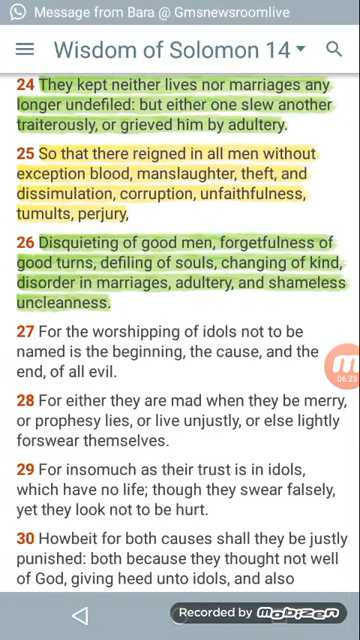 Message from Bara @ Gmsnewsroomlive
Wisdom of Solomon 14
24 They kept neither lives nor marriages any
longer undefiled: but either one slew another
traiterously, or grieved him by adultery.
25 So that there reigned in all men without
exception blood, manslaughter, theft, and
dissimulation, corruption, unfaithfulness,
tumults, perjury,
26 Disquieting of good men, forgetfulness of
good turns, defiling of souls, changing of kind,
disorder in marriages, adultery, and shameless
uncleanness.
27 For the worshipping of idols not to be
named is the beginning, the cause, and the
end, of all evil.
06:23
28 For either they are mad when they be merry,
or prophesy lies, or live unjustly, or else lightly
forswear themselves.
29 For insomuch as their trust is in idols,
which have no life; though they swear falsely,
yet they look not to be hurt.
30 Howbeit for both causes shall they be justly
punished: both because they thought not well
of God, giving heed unto idols, and also
Recorded by mobizen